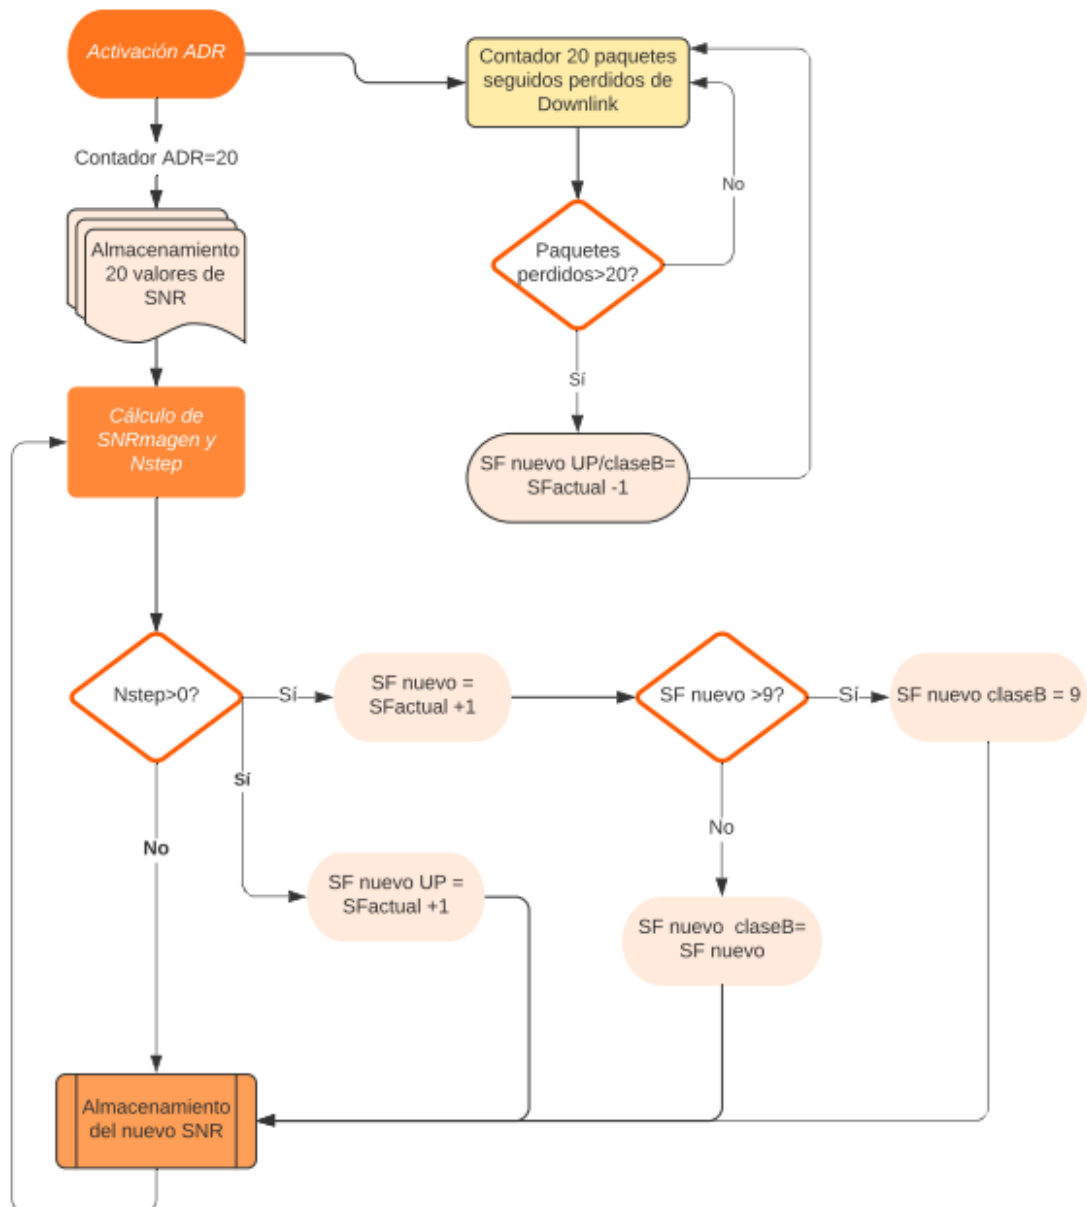 Activación ADR
Contador 20 paquetes
seguidos perdidos de
Downlink
Contador ADR=20
No
Almacenamiento
20 valores de
SNR
Paquetes
perdidos>20?
Sí
Cálculo de
SNRmagen y
Nstep
SF nuevo UP/claseB=
SFactual -1
Nstep>0?
Sí
SF nuevo =
SFactual +1
SF nuevo >9?
Sí
SF nuevo claseB = 9
Sí
No
No
SF nuevo UP =
SFactual +1
SF nuevo claseB=
SF nuevo
Almacenamiento
del nuevo SNR